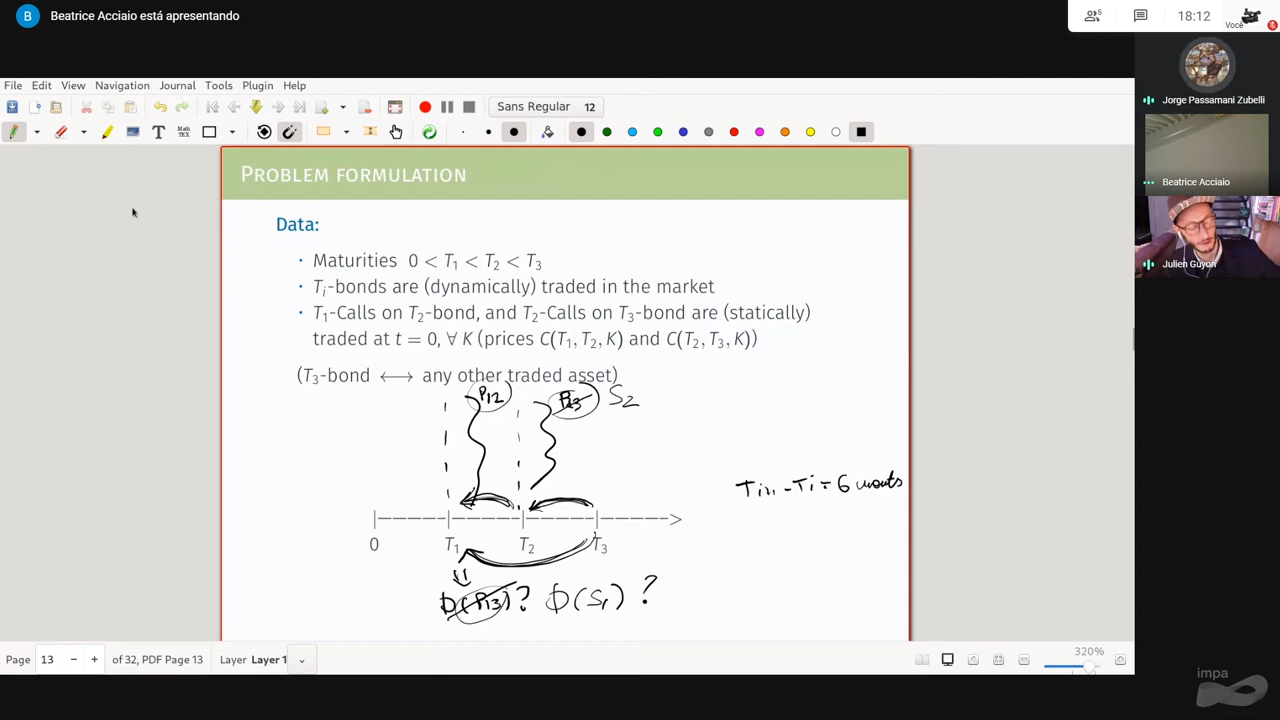 B Beatrice Acciaio está apresentando
6
18:12
Você
File Edit View Navigation Journal Tools Plugin Help
Sans Regular 12
T Math TEX
PROBLEM FORMULATION
Data:
· Maturities 0 < T1 < T2 < T3
· Ti-bonds are (dynamically) traded in the market
· T1-Calls on T2-bond, and T2-Calls on T3-bond are (statically)
traded at t = 0, ∀ K (prices C(T1, T2, K) and C(T2, T3, K))
(T3-bond ⟷ any other traded asset)
P12 P23 S2
Ti+1 - Ti = 6 months
0 T1 T2 T3
Φ(P13)? Φ(S1) ?
Page 13 − + of 32, PDF Page 13 Layer Layer 1 320%
Jorge Passamani Zubelli
Beatrice Acciaio
Julien Guyon
impa